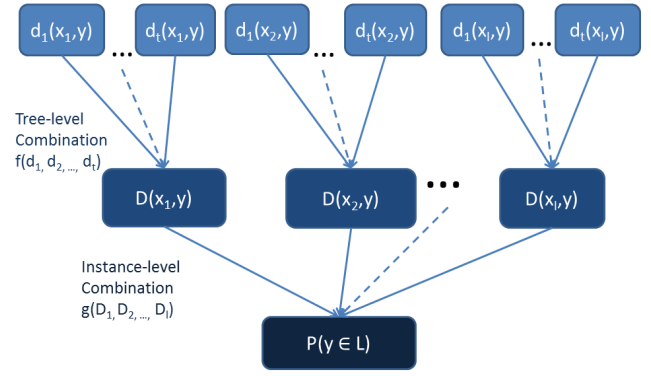 d₁(x₁,y) ... dₜ(x₁,y) d₁(x₂,y) ... dₜ(x₂,y) d₁(xₗ,y) ... dₜ(xₗ,y)
Tree-level
Combination
f(d₁, d₂, ..., dₜ)
D(x₁,y) D(x₂,y) ... D(xₗ,y)
Instance-level
Combination
g(D₁, D₂, ..., Dₗ)
P(y ∈ L)